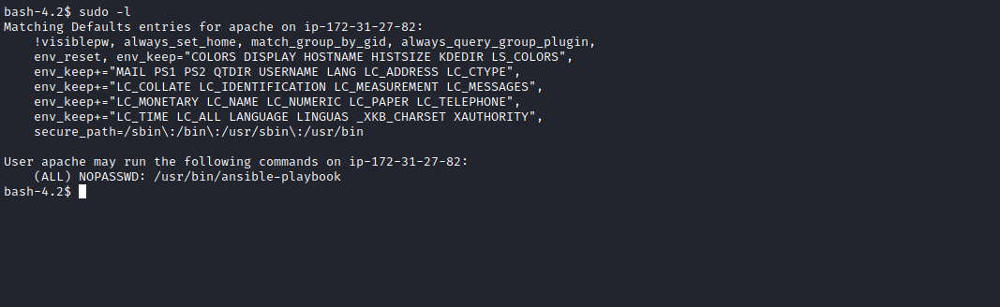 bash-4.2$ sudo -l
Matching Defaults entries for apache on ip-172-31-27-82:
    !visiblepw, always_set_home, match_group_by_gid, always_query_group_plugin,
    env_reset, env_keep="COLORS DISPLAY HOSTNAME HISTSIZE KDEDIR LS_COLORS",
    env_keep+="MAIL PS1 PS2 QTDIR USERNAME LANG LC_ADDRESS LC_CTYPE",
    env_keep+="LC_COLLATE LC_IDENTIFICATION LC_MEASUREMENT LC_MESSAGES",
    env_keep+="LC_MONETARY LC_NAME LC_NUMERIC LC_PAPER LC_TELEPHONE",
    env_keep+="LC_TIME LC_ALL LANGUAGE LINGUAS _XKB_CHARSET XAUTHORITY",
    secure_path=/sbin\:/bin\:/usr/sbin\:/usr/bin

User apache may run the following commands on ip-172-31-27-82:
    (ALL) NOPASSWD: /usr/bin/ansible-playbook
bash-4.2$